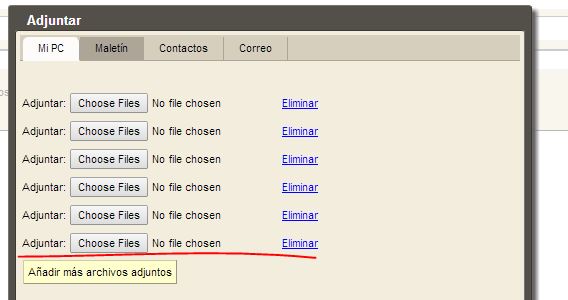 Adjuntar
Mi PC Maletín Contactos Correo
Adjuntar: Choose Files No file chosen Eliminar
Adjuntar: Choose Files No file chosen Eliminar
Adjuntar: Choose Files No file chosen Eliminar
Adjuntar: Choose Files No file chosen Eliminar
Adjuntar: Choose Files No file chosen Eliminar
Adjuntar: Choose Files No file chosen Eliminar
Añadir más archivos adjuntos